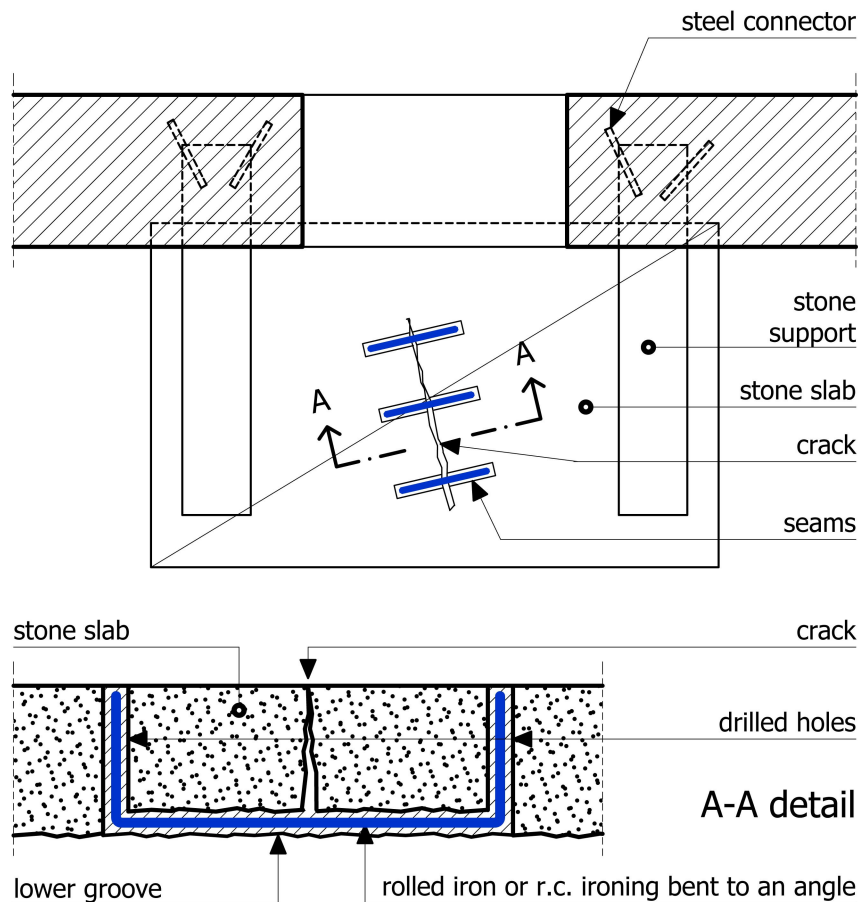 steel connector
stone
support
A
A
stone slab
crack
seams
stone slab
crack
drilled holes
A-A detail
lower groove
rolled iron or r.c. ironing bent to an angle